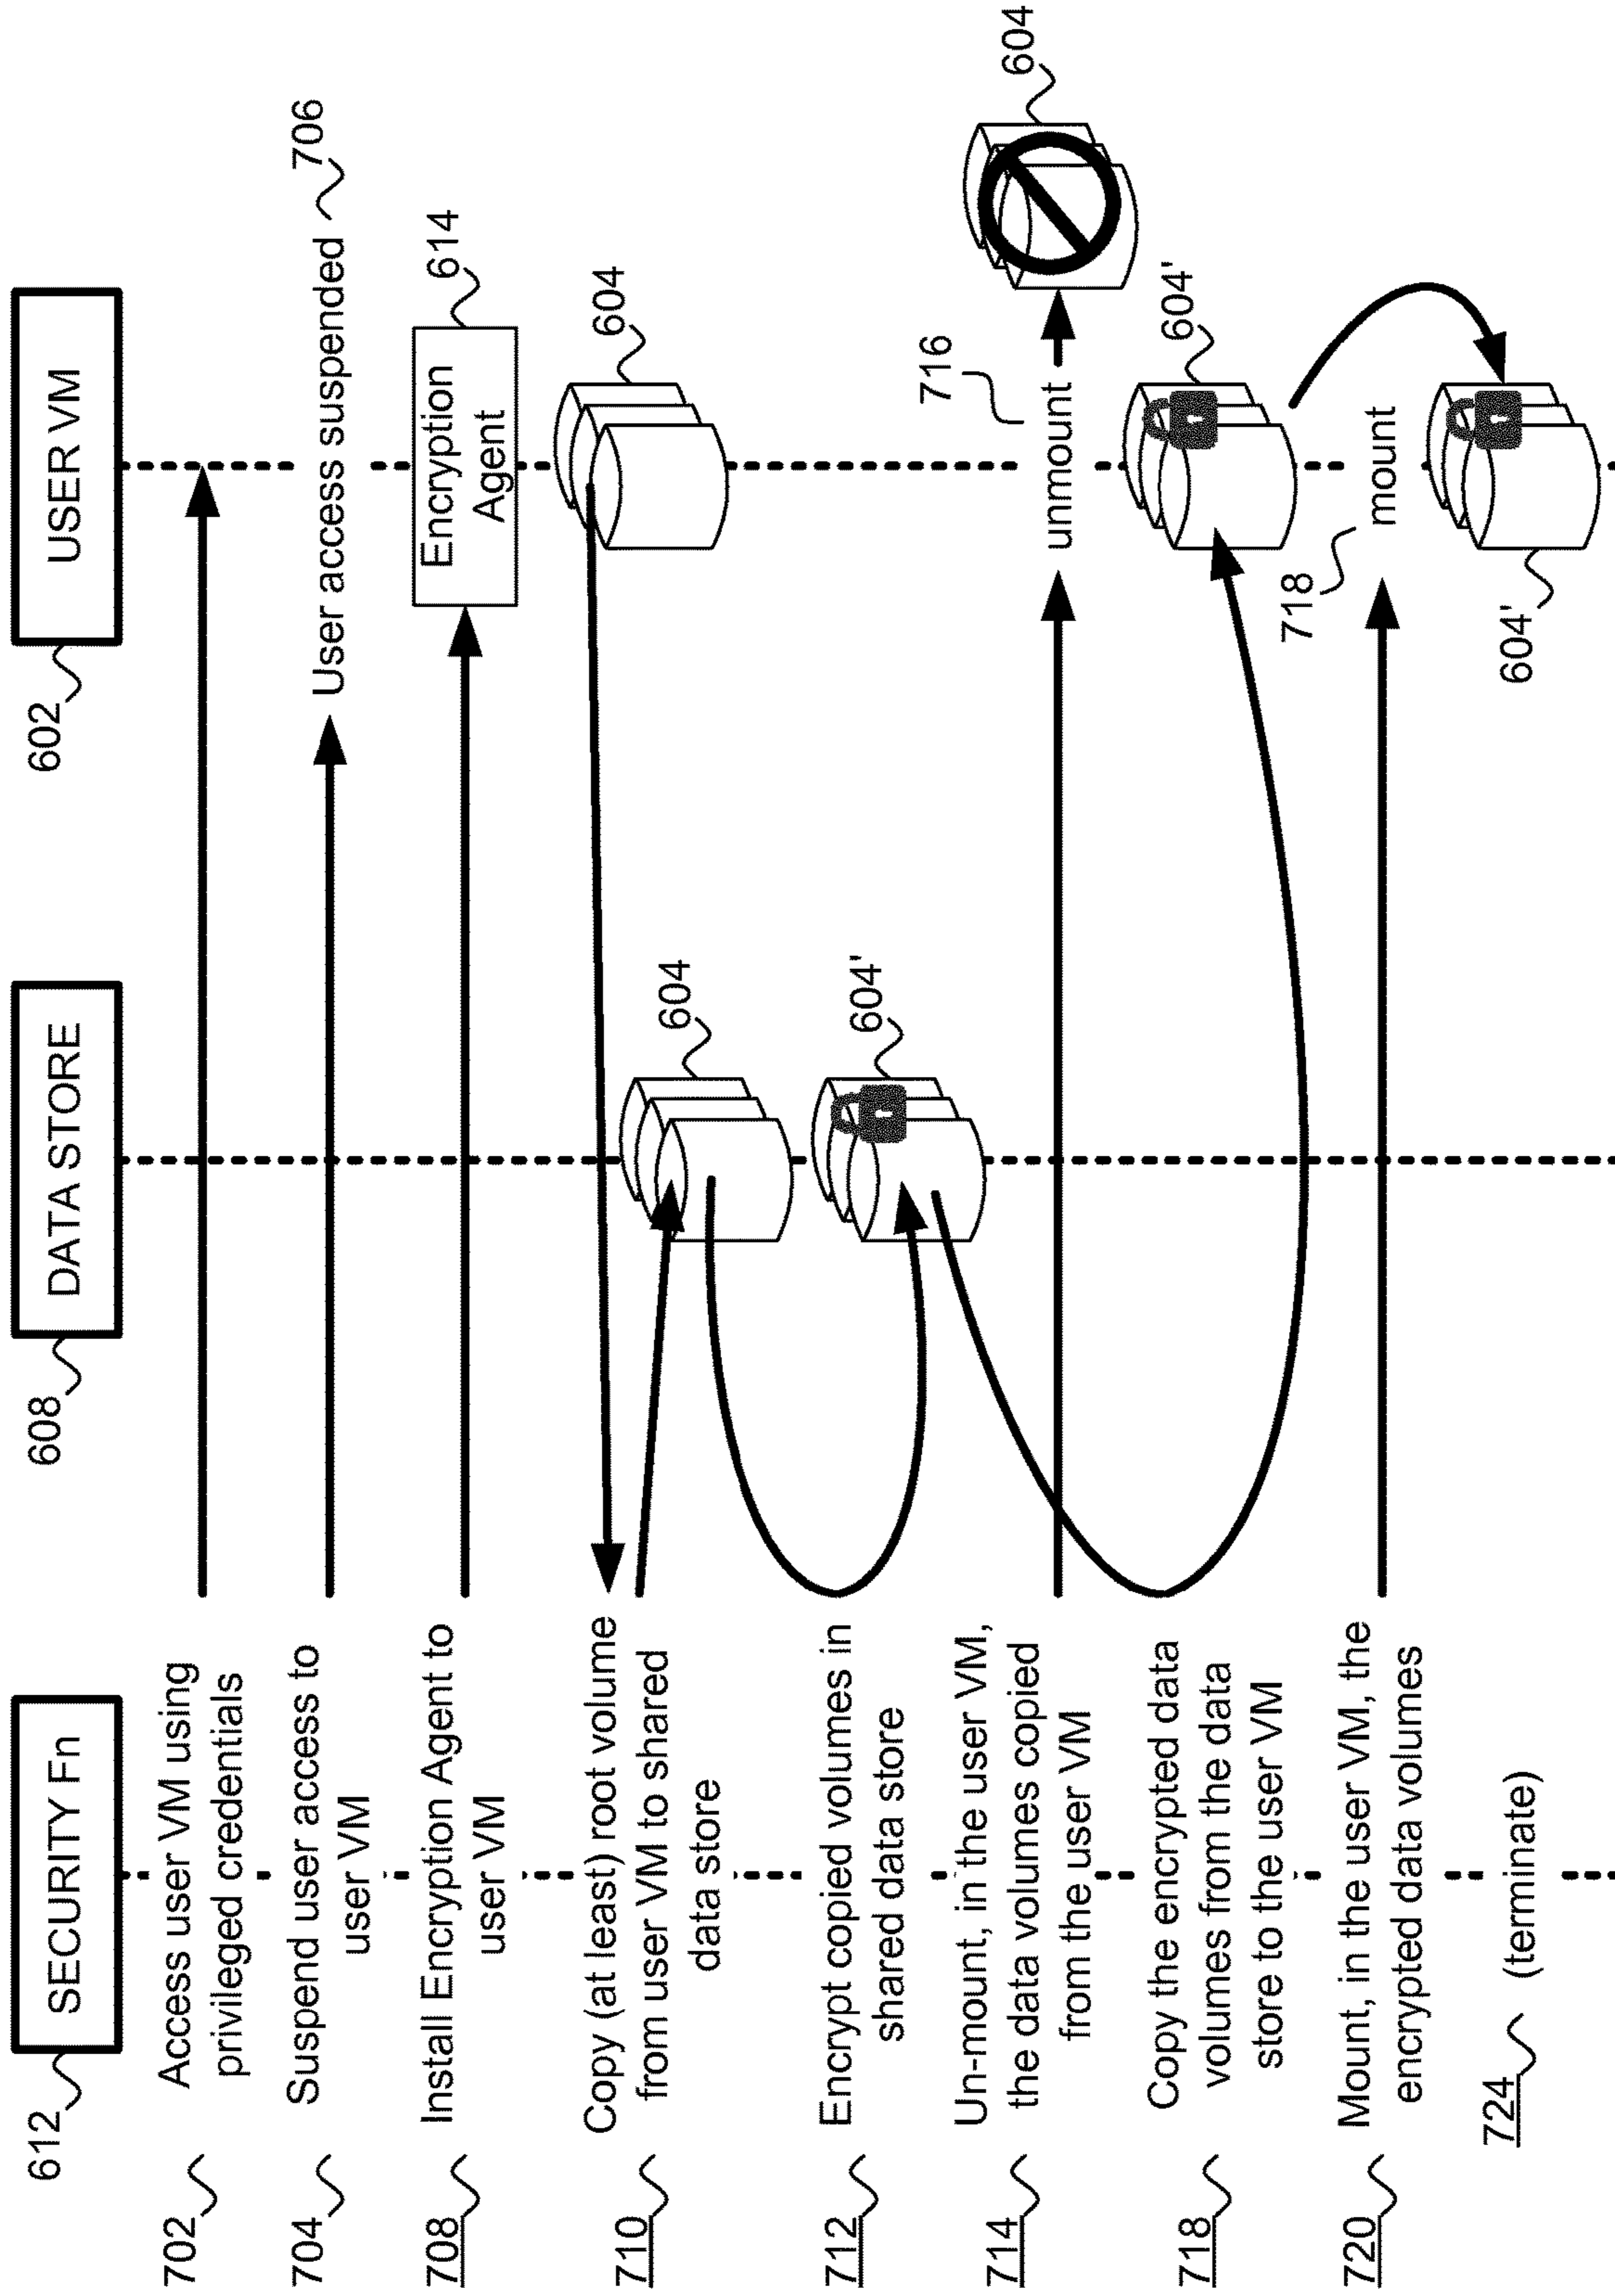 612
SECURITY Fn
608
DATA STORE
602
USER VM
702
Access user VM using
privileged credentials
704
Suspend user access to
user VM
User access suspended
706
708
Install Encryption Agent to
user VM
Encryption
Agent
614
710
Copy (at least) root volume
from user VM to shared
data store
604
604
712
Encrypt copied volumes in
shared data store
604'
714
Un-mount, in the user VM,
the data volumes copied
from the user VM
unmount
716
604
718
Copy the encrypted data
volumes from the data
store to the user VM
604'
720
Mount, in the user VM, the
encrypted data volumes
718
mount
604'
724
(terminate)